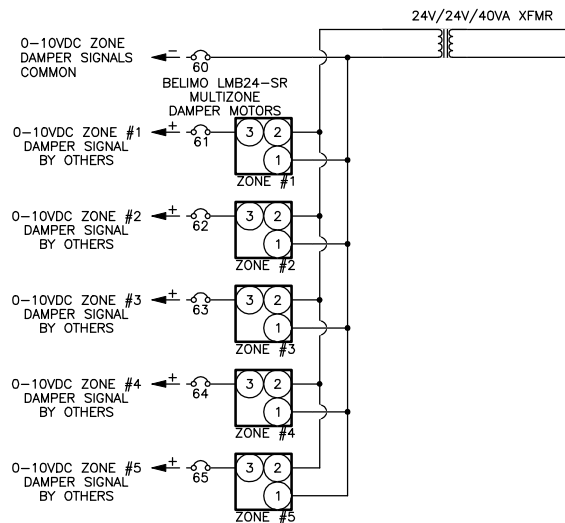 24V/24V/40VA XFMR
0-10VDC ZONE
DAMPER SIGNALS
COMMON
-
60
BELIMO LMB24-SR
MULTIZONE
DAMPER MOTORS
0-10VDC ZONE #1
DAMPER SIGNAL
BY OTHERS
+
61
3
2
1
ZONE #1
0-10VDC ZONE #2
DAMPER SIGNAL
BY OTHERS
+
62
3
2
1
ZONE #2
0-10VDC ZONE #3
DAMPER SIGNAL
BY OTHERS
+
63
3
2
1
ZONE #3
0-10VDC ZONE #4
DAMPER SIGNAL
BY OTHERS
+
64
3
2
1
ZONE #4
0-10VDC ZONE #5
DAMPER SIGNAL
BY OTHERS
+
65
3
2
1
ZONE #5